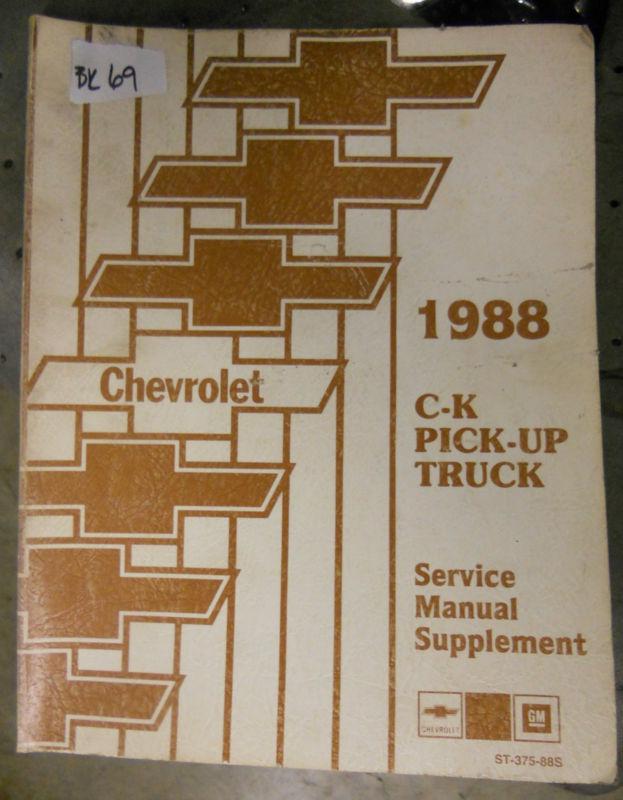 BK 69
Chevrolet
1988
C-K
PICK-UP
TRUCK
Service
Manual
Supplement
CHEVROLET
GM
ST-375-88S